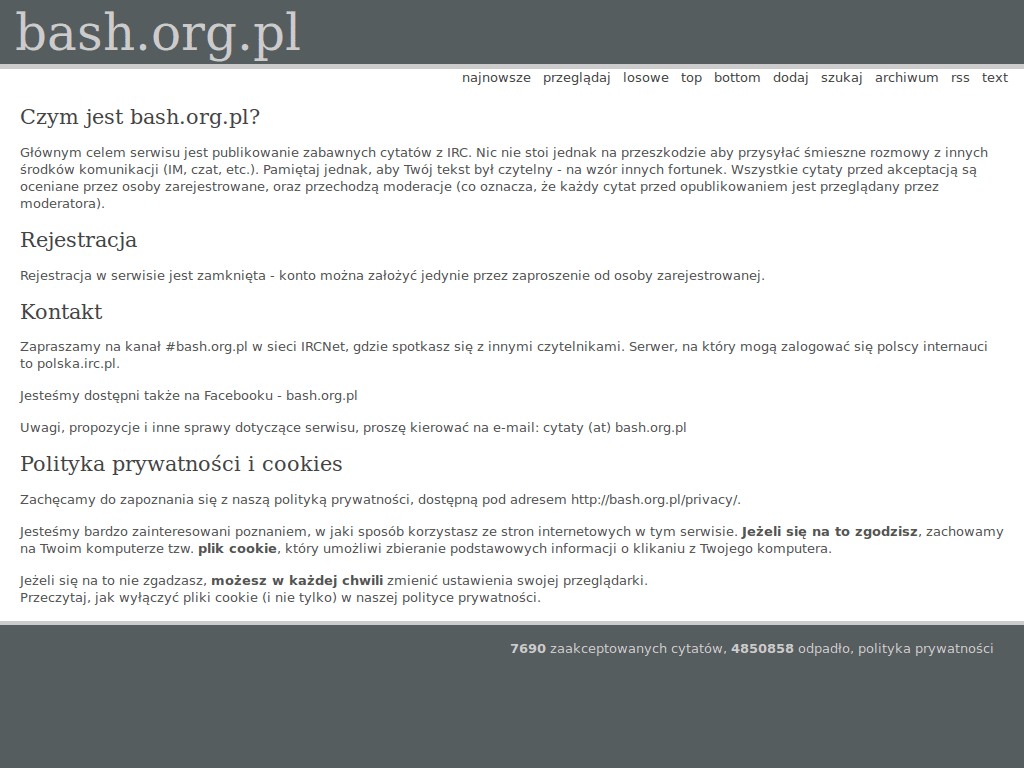 bash.org.pl
najnowsze przeglądaj losowe top bottom dodaj szukaj archiwum rss text
Czym jest bash.org.pl?
Głównym celem serwisu jest publikowanie zabawnych cytatów z IRC. Nic nie stoi jednak na przeszkodzie aby przysyłać śmieszne rozmowy z innych
środków komunikacji (IM, czat, etc.). Pamiętaj jednak, aby Twój tekst był czytelny - na wzór innych fortunek. Wszystkie cytaty przed akceptacją są
oceniane przez osoby zarejestrowane, oraz przechodzą moderacje (co oznacza, że każdy cytat przed opublikowaniem jest przeglądany przez
moderatora).
Rejestracja
Rejestracja w serwisie jest zamknięta - konto można założyć jedynie przez zaproszenie od osoby zarejestrowanej.
Kontakt
Zapraszamy na kanał #bash.org.pl w sieci IRCNet, gdzie spotkasz się z innymi czytelnikami. Serwer, na który mogą zalogować się polscy internauci
to polska.irc.pl.
Jesteśmy dostępni także na Facebooku - bash.org.pl
Uwagi, propozycje i inne sprawy dotyczące serwisu, proszę kierować na e-mail: cytaty (at) bash.org.pl
Polityka prywatności i cookies
Zachęcamy do zapoznania się z naszą polityką prywatności, dostępną pod adresem http://bash.org.pl/privacy/.
Jesteśmy bardzo zainteresowani poznaniem, w jaki sposób korzystasz ze stron internetowych w tym serwisie. Jeżeli się na to zgodzisz, zachowamy
na Twoim komputerze tzw. plik cookie, który umożliwi zbieranie podstawowych informacji o klikaniu z Twojego komputera.
Jeżeli się na to nie zgadzasz, możesz w każdej chwili zmienić ustawienia swojej przeglądarki.
Przeczytaj, jak wyłączyć pliki cookie (i nie tylko) w naszej polityce prywatności.
7690 zaakceptowanych cytatów, 4850858 odpadło, polityka prywatności